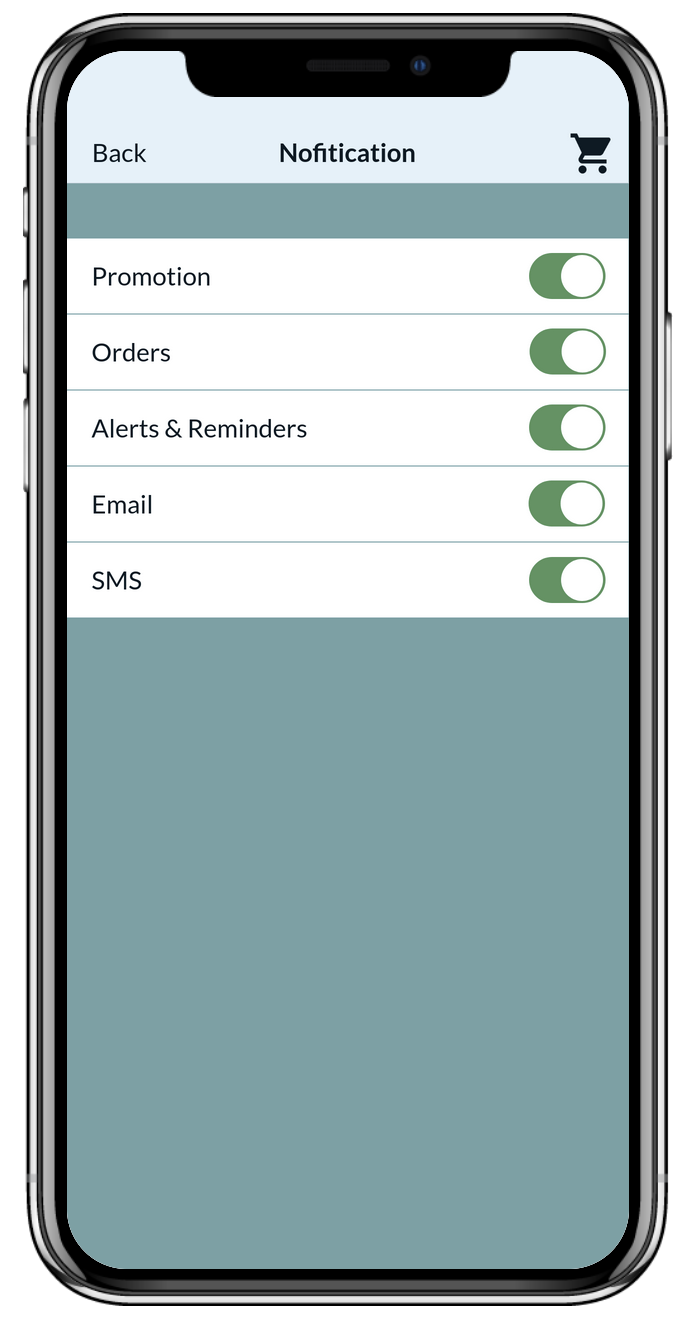 Back
Nofitication
Promotion
Orders
Alerts & Reminders
Email
SMS